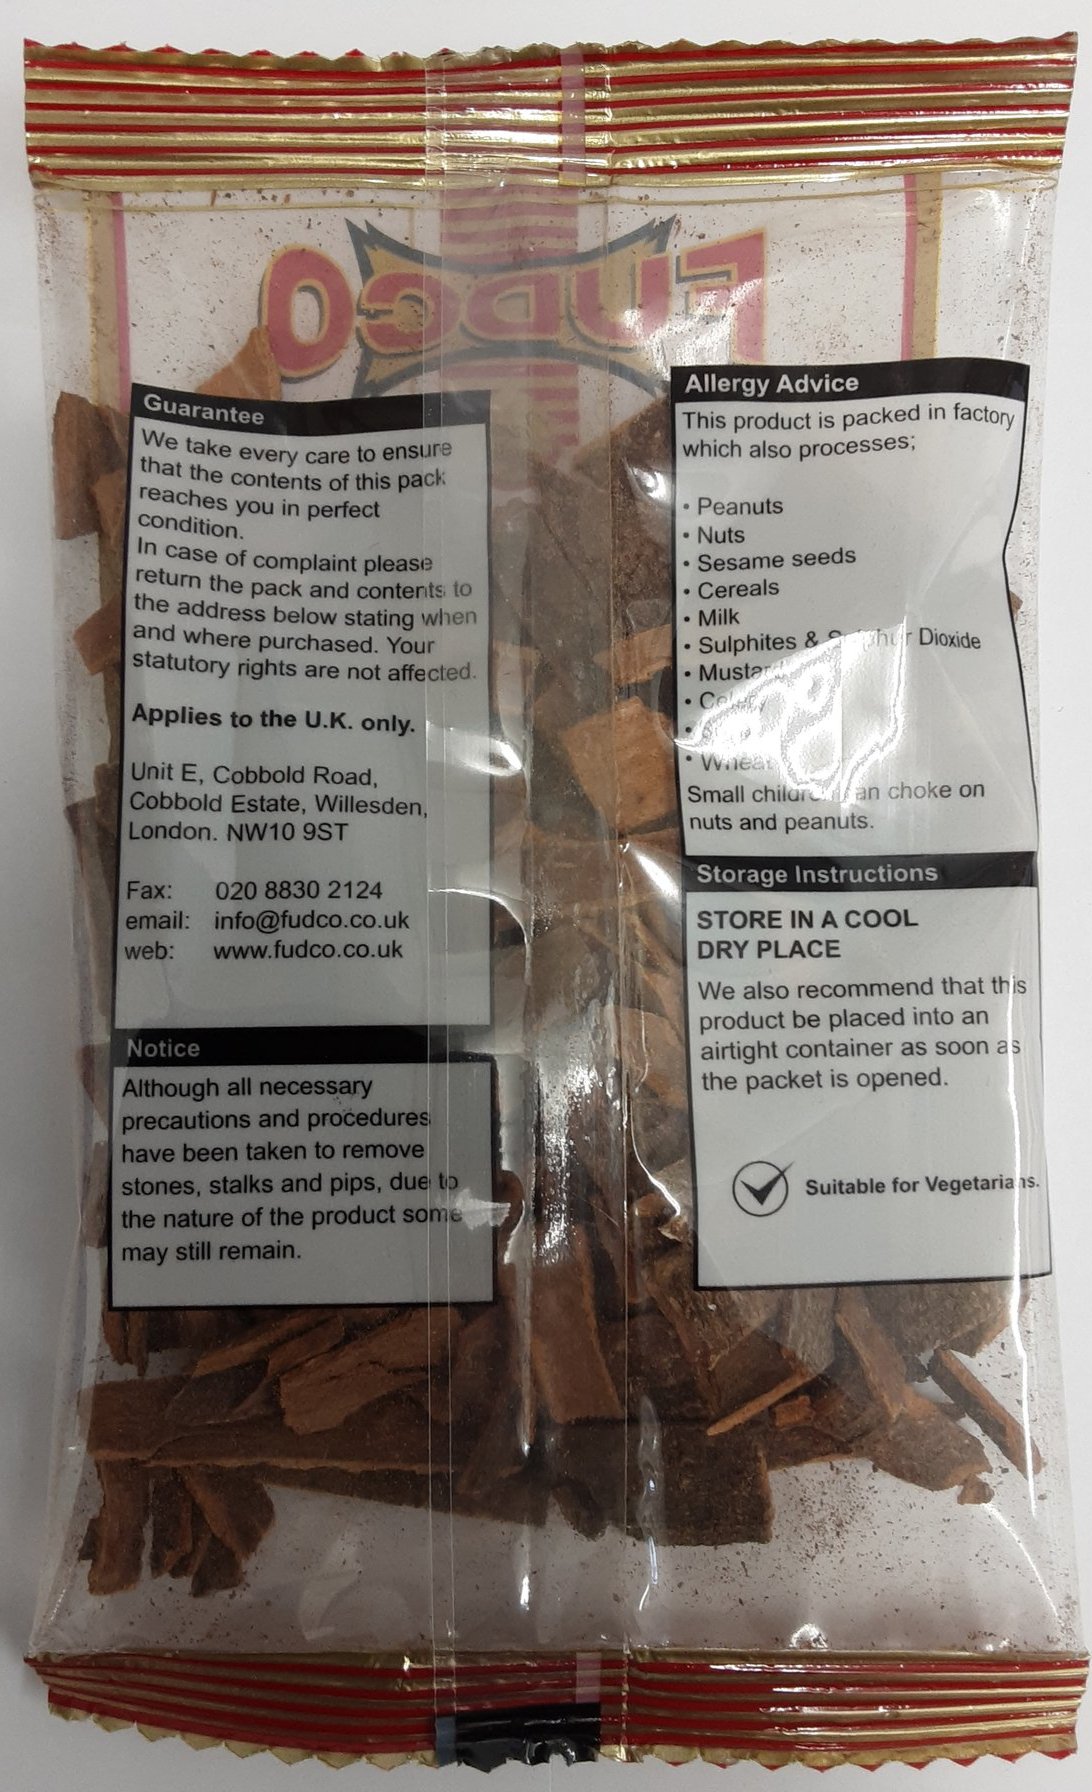 FUDCO
Guarantee
We take every care to ensure
that the contents of this pack
reaches you in perfect
condition.
In case of complaint please
return the pack and contents to
the address below stating when
and where purchased. Your
statutory rights are not affected.
Applies to the U.K. only.
Unit E, Cobbold Road,
Cobbold Estate, Willesden,
London. NW10 9ST
Fax: 020 8830 2124
email: info@fudco.co.uk
web: www.fudco.co.uk
Notice
Although all necessary
precautions and procedures
have been taken to remove
stones, stalks and pips, due to
the nature of the product some
may still remain.
Allergy Advice
This product is packed in factory
which also processes;
• Peanuts
• Nuts
• Sesame seeds
• Cereals
• Milk
• Sulphites & Sulphur Dioxide
• Mustard
• Celery
•
• Wheat
Small children can choke on
nuts and peanuts.
Storage Instructions
STORE IN A COOL
DRY PLACE
We also recommend that this
product be placed into an
airtight container as soon as
the packet is opened.
Suitable for Vegetarians.